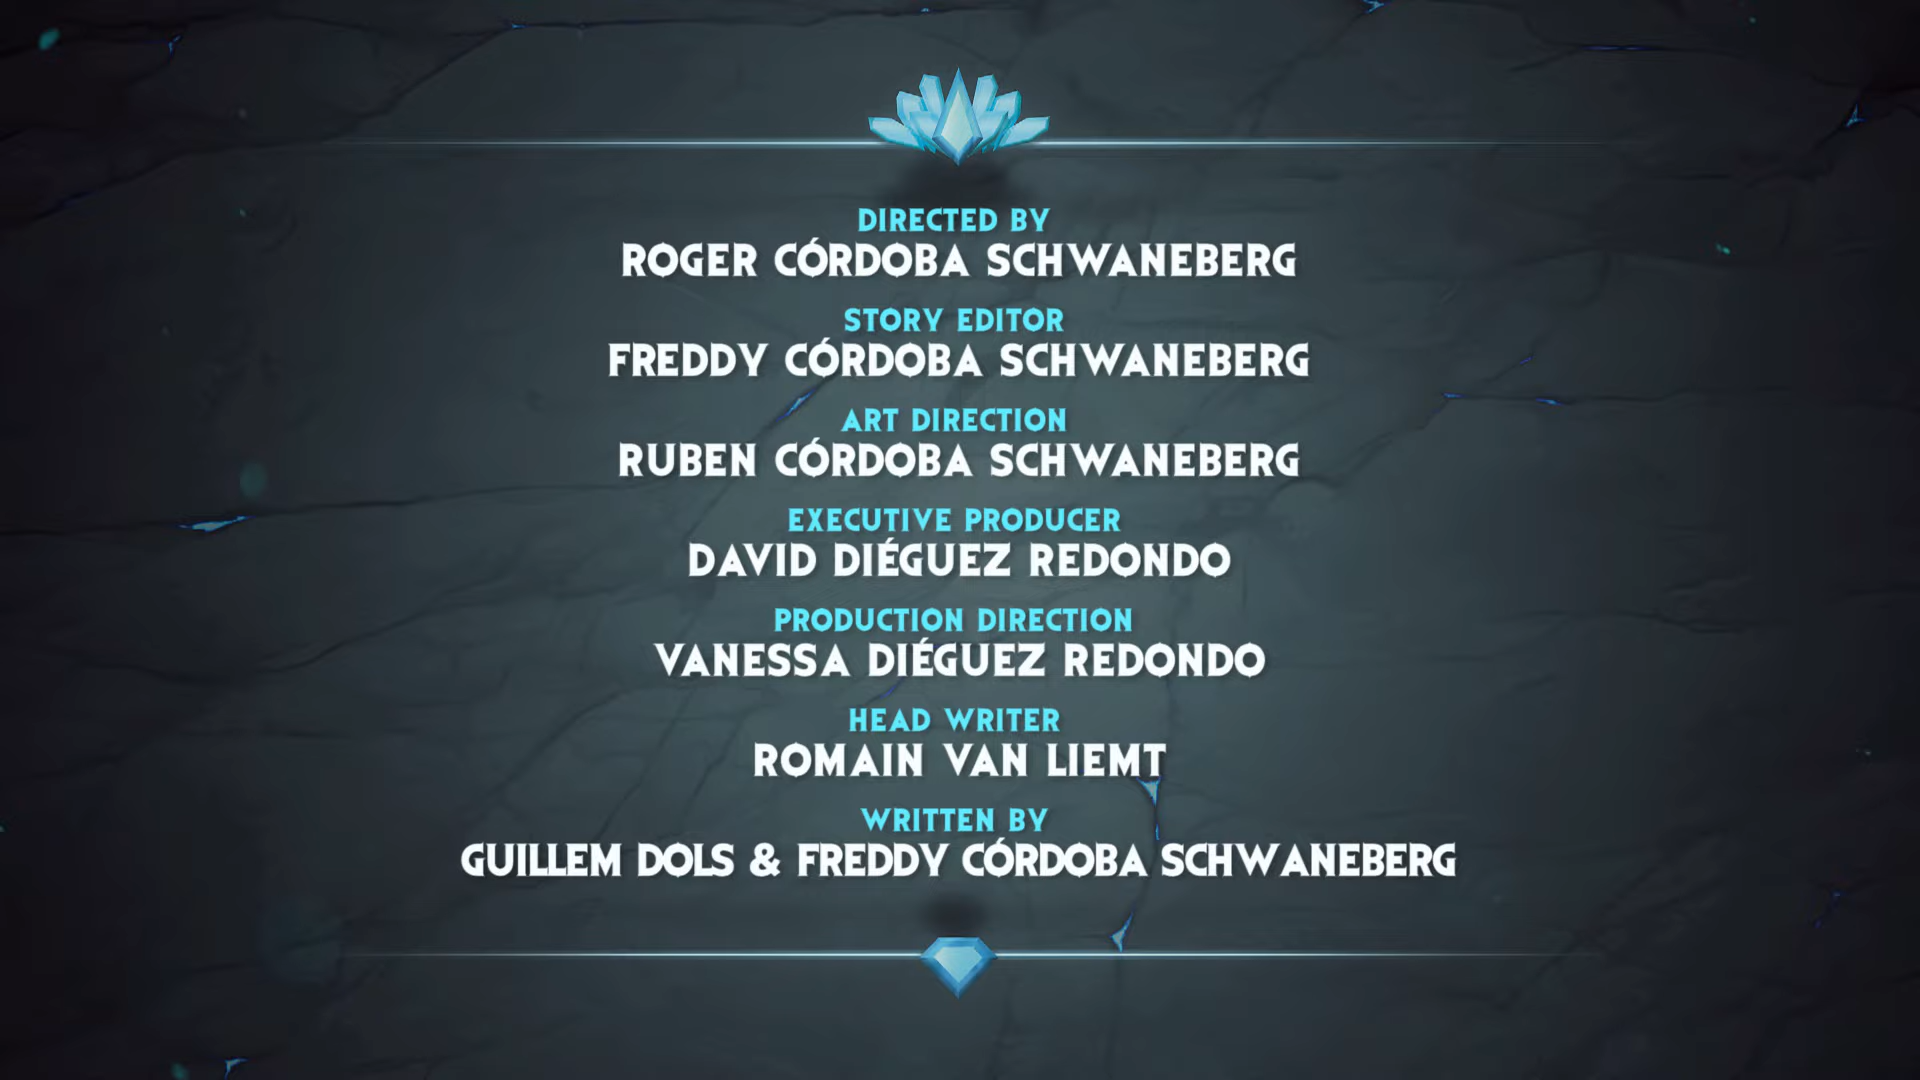 DIRECTED BY
ROGER CÓRDOBA SCHWANEBERG
STORY EDITOR
FREDDY CÓRDOBA SCHWANEBERG
ART DIRECTION
RUBEN CÓRDOBA SCHWANEBERG
EXECUTIVE PRODUCER
DAVID DIÉGUEZ REDONDO
PRODUCTION DIRECTION
VANESSA DIÉGUEZ REDONDO
HEAD WRITER
ROMAIN VAN LIEMT
WRITTEN BY
GUILLEM DOLS & FREDDY CÓRDOBA SCHWANEBERG